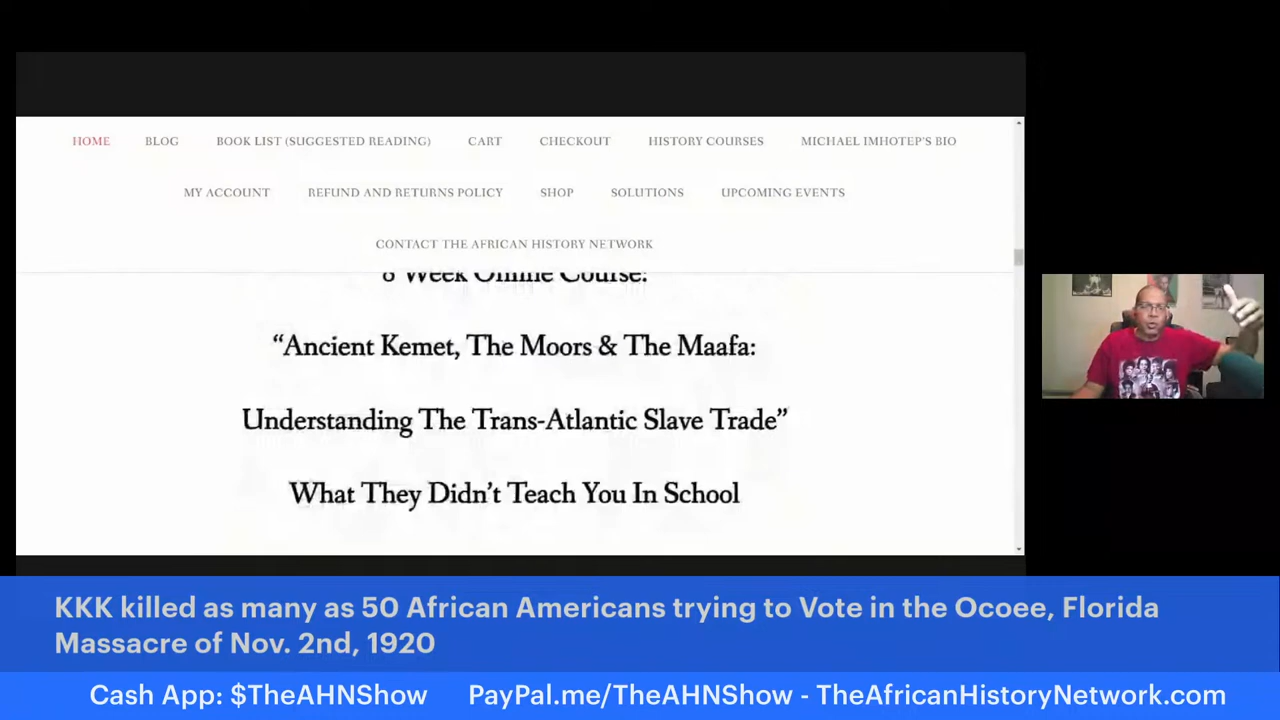 HOME BLOG BOOK LIST (SUGGESTED READING) CART CHECKOUT HISTORY COURSES MICHAEL IMHOTEP'S BIO
MY ACCOUNT REFUND AND RETURNS POLICY SHOP SOLUTIONS UPCOMING EVENTS
CONTACT THE AFRICAN HISTORY NETWORK
Week Online Course:
“Ancient Kemet, The Moors & The Maafa:
Understanding The Trans-Atlantic Slave Trade”
What They Didn’t Teach You In School
KKK killed as many as 50 African Americans trying to Vote in the Ocoee, Florida
Massacre of Nov. 2nd, 1920
Cash App: $TheAHNShow PayPal.me/TheAHNShow - TheAfricanHistoryNetwork.com